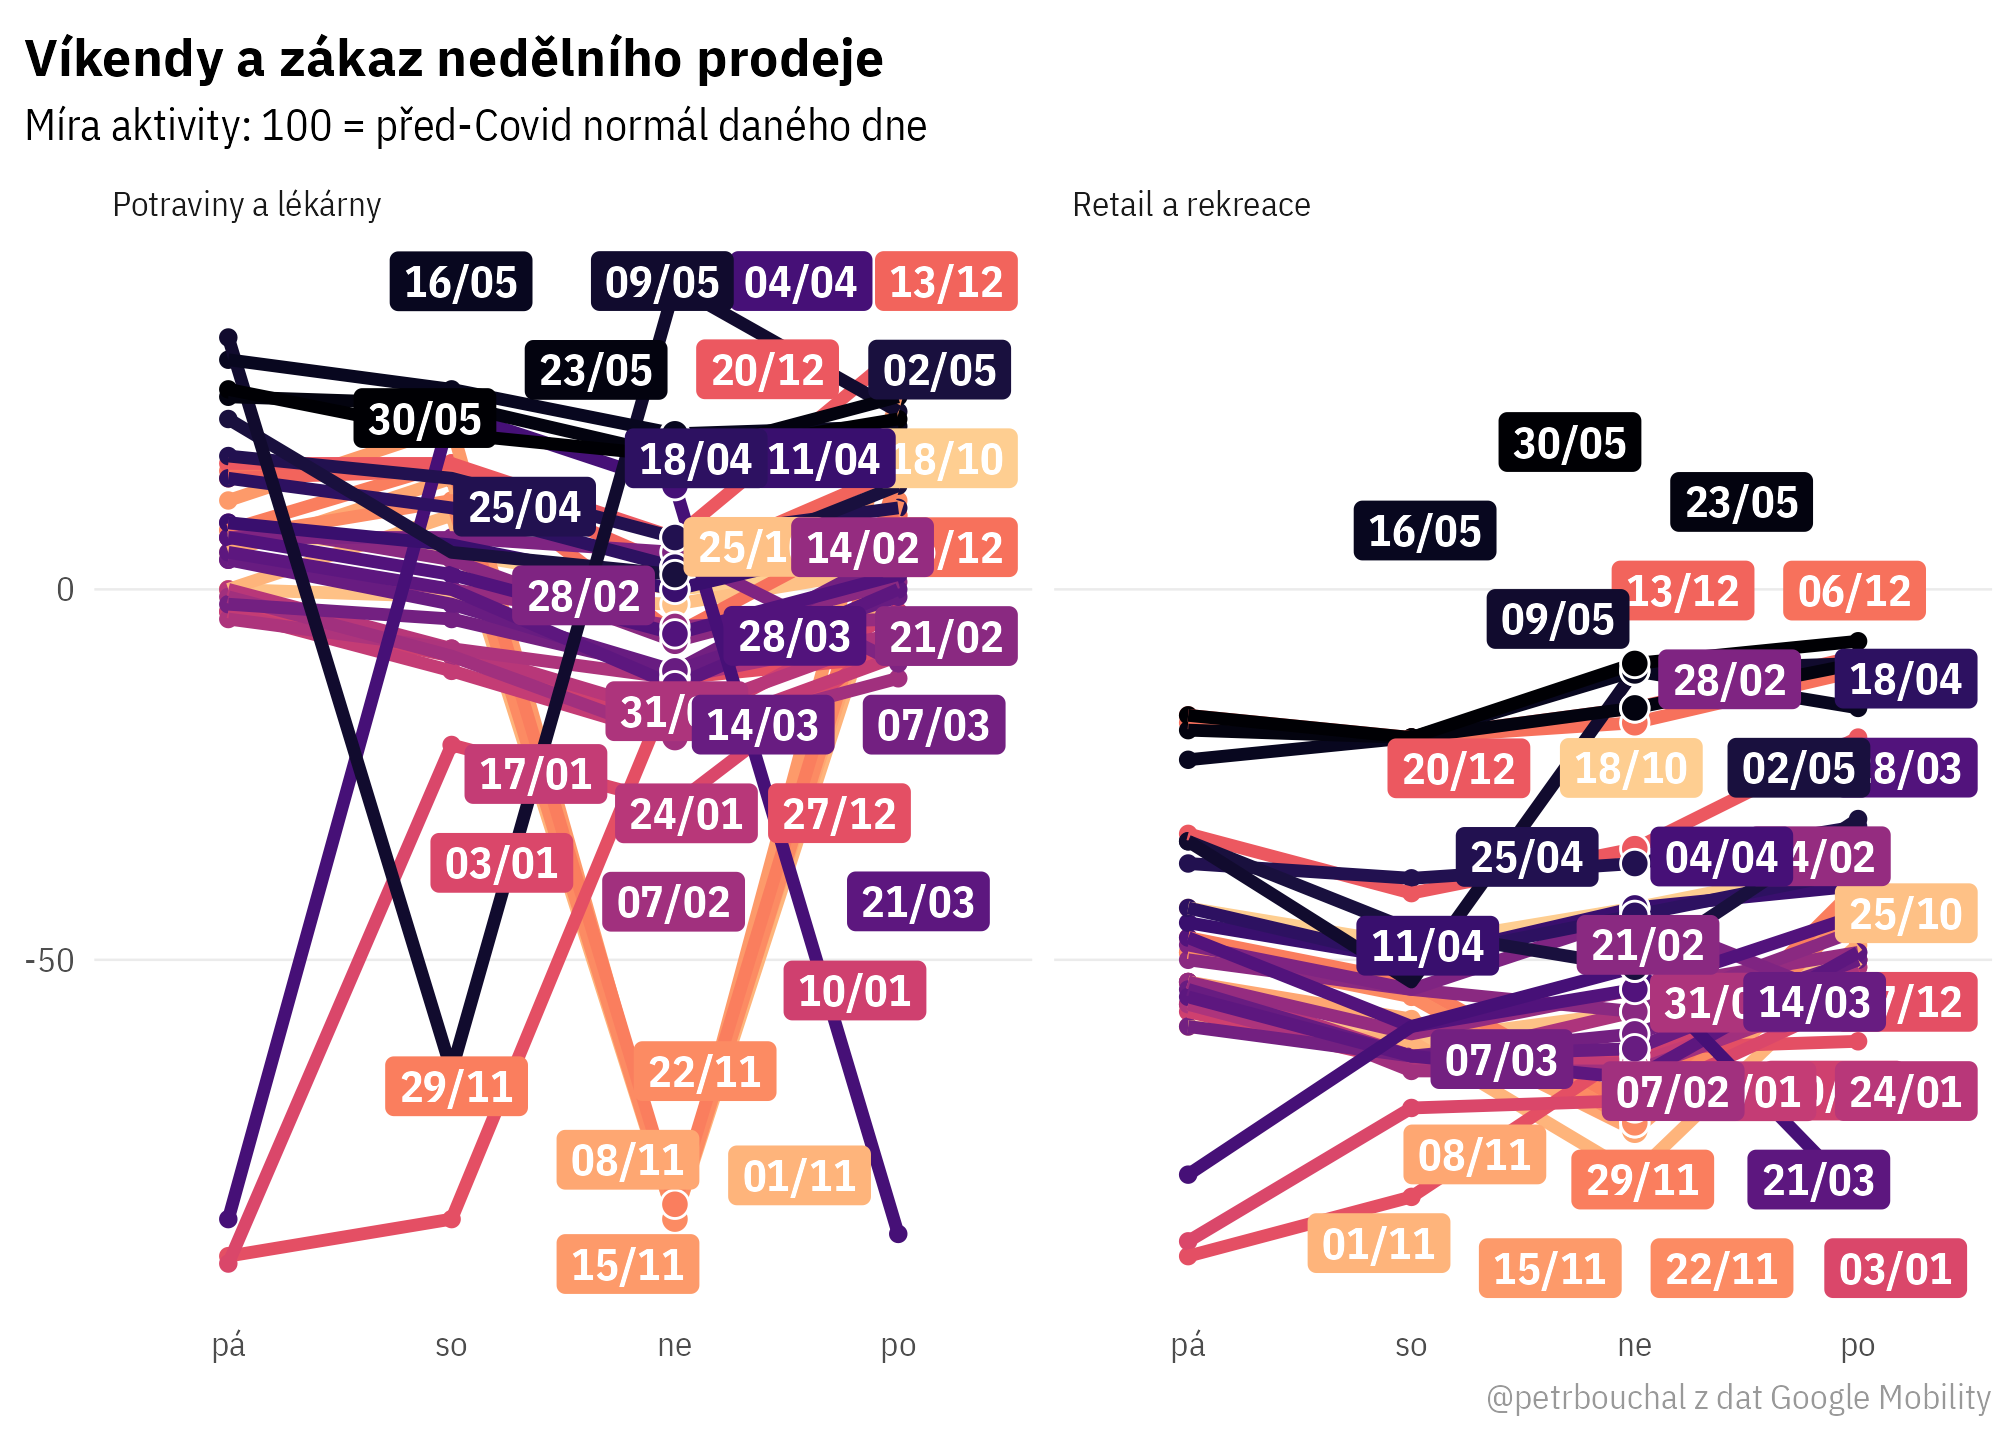 Víkendy a zákaz nedělního prodeje
Míra aktivity: 100 = před-Covid normál daného dne
Potraviny a lékárny
16/05 09/05 04/04 13/12
23/05 20/12 02/05
30/05
18/04 11/04 18/10
25/04
25/1 14/02 /12
0
28/02
28/03 21/02
31/ 14/03 07/03
17/01
24/01 27/12
03/01
07/02 21/03
-50
10/01
29/11 22/11
08/11 01/11
15/11
pá so ne po
Retail a rekreace
30/05
23/05
16/05
13/12 06/12
09/05
28/02 18/04
20/12 18/10 02/05 8/03
25/04 04/04 4/02
25/10
11/04 21/02
31/0 14/03 7/12
07/03
07/02 /01 0/ 24/01
08/11
29/11 21/03
01/11
15/11 22/11 03/01
pá so ne po
@petrbouchal z dat Google Mobility